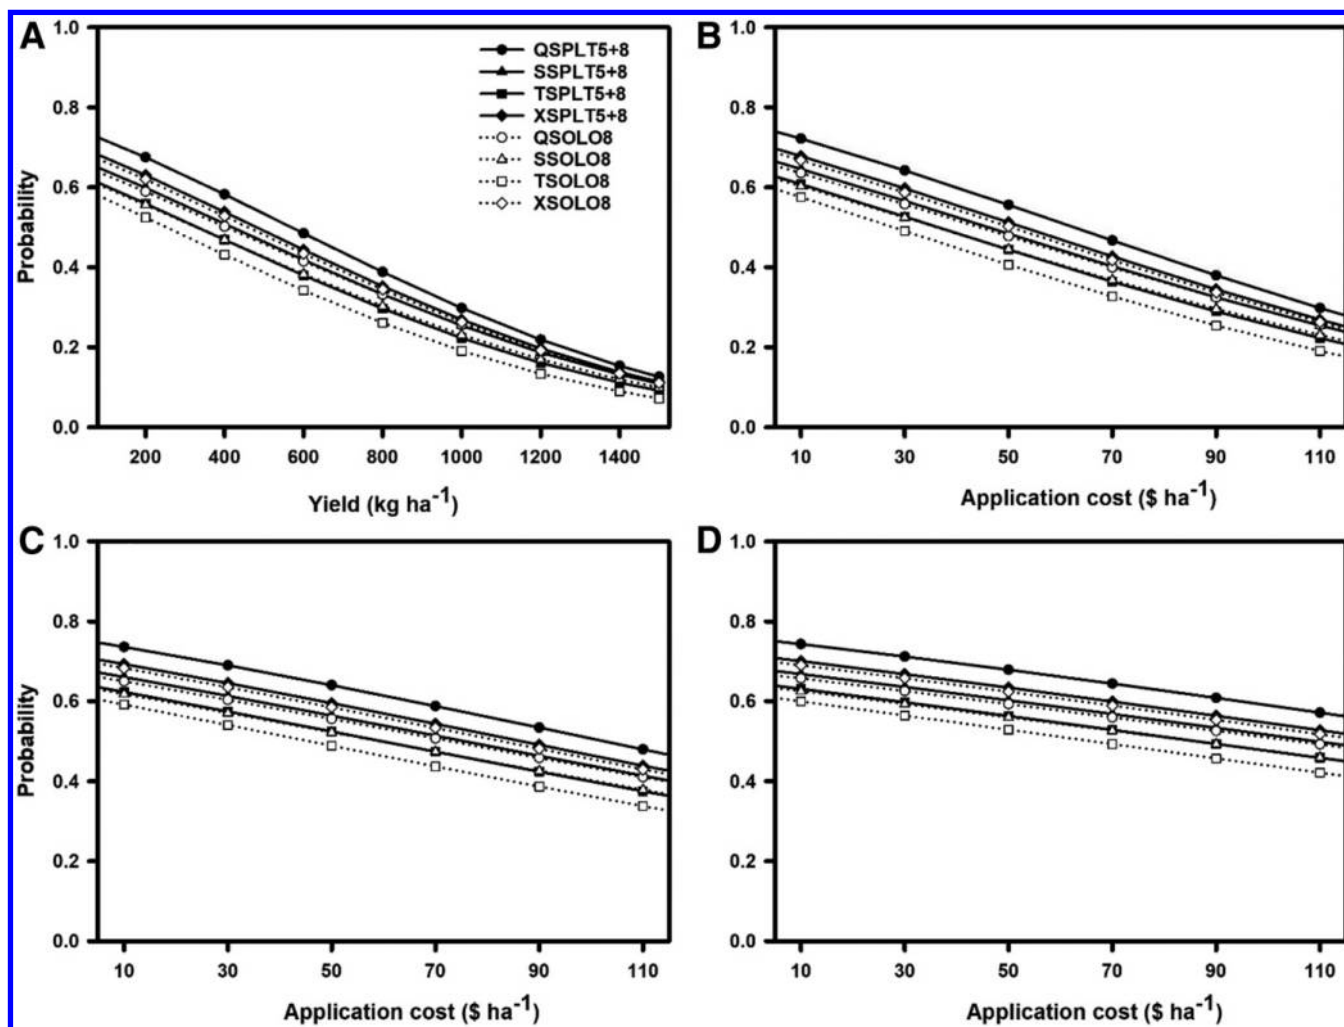 A
1.0
0.8
0.6
0.4
0.2
0.0
Probability
QSPLT5+8
SSPLT5+8
TSPLT5+8
XSPLT5+8
QSOLO8
SSOLO8
TSOLO8
XSOLO8
200 400 600 800 1000 1200 1400
Yield (kg ha-1)
B
1.0
0.8
0.6
0.4
0.2
0.0
10 30 50 70 90 110
Application cost ($ ha-1)
C
1.0
0.8
0.6
0.4
0.2
0.0
Probability
10 30 50 70 90 110
Application cost ($ ha-1)
D
1.0
0.8
0.6
0.4
0.2
0.0
10 30 50 70 90 110
Application cost ($ ha-1)